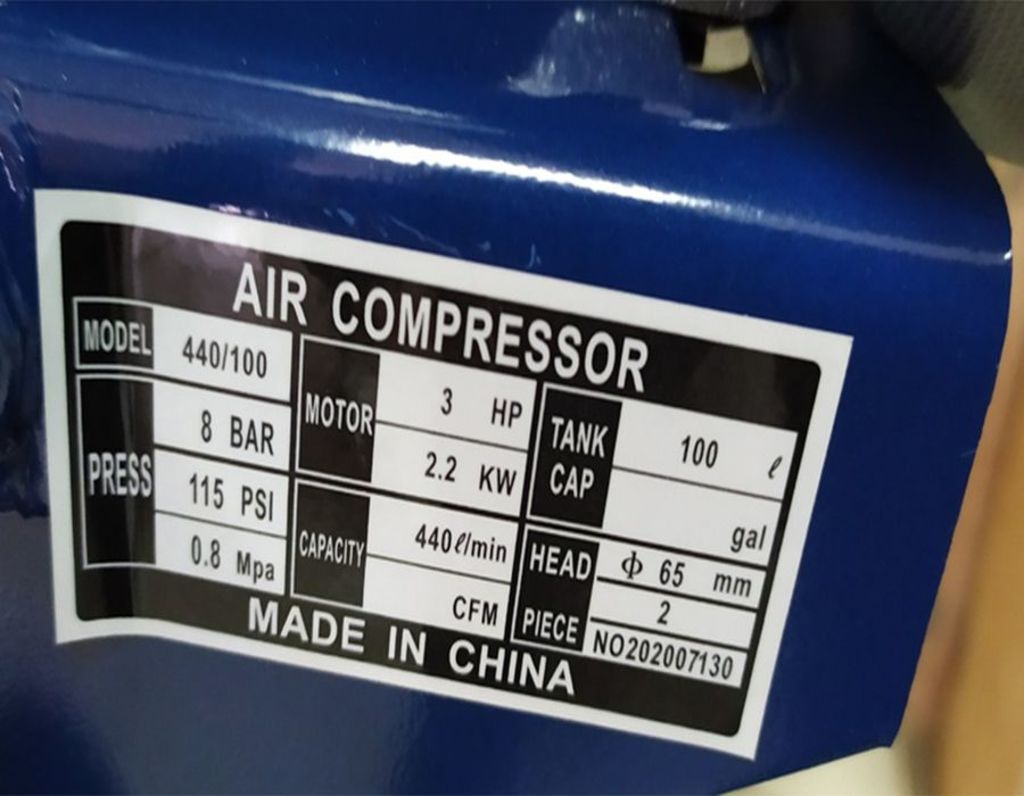 AIR COMPRESSOR
MODEL 440/100
PRESS 8 BAR
115 PSI
0.8 Mpa
MOTOR 3 HP
2.2 KW
CAPACITY 440ℓ/min
CFM
TANK CAP 100 ℓ
gal
HEAD Φ 65 mm
PIECE 2
NO202007130
MADE IN CHINA